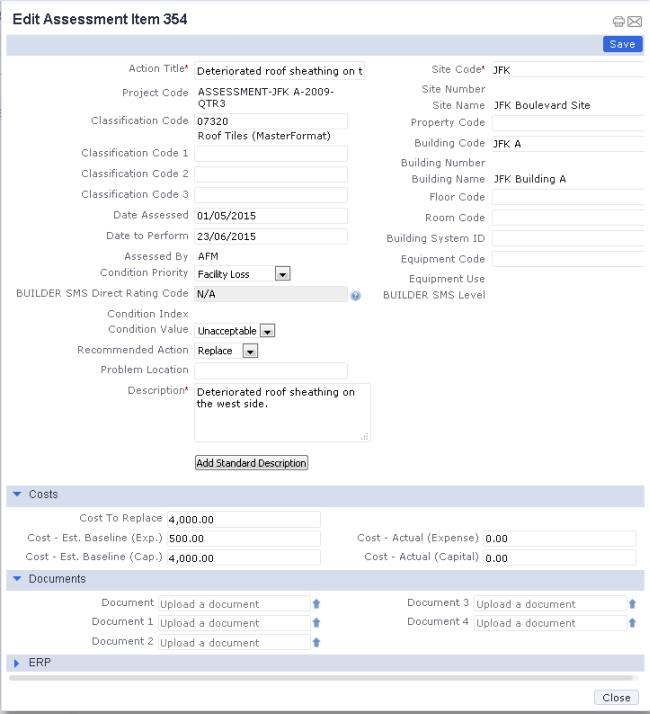 Edit Assessment Item 354
Save
Action Title* Deteriorated roof sheathing on t
Project Code ASSESSMENT-JFK A-2009-
QTR3
Classification Code 07320
Roof Tiles (MasterFormat)
Classification Code 1
Classification Code 2
Classification Code 3
Date Assessed 01/05/2015
Date to Perform 23/06/2015
Assessed By AFM
Condition Priority Facility Loss
BUILDER SMS Direct Rating Code N/A
Condition Index
Condition Value Unacceptable
Recommended Action Replace
Problem Location
Description* Deteriorated roof sheathing on
the west side.
Add Standard Description
Site Code* JFK
Site Number
Site Name JFK Boulevard Site
Property Code
Building Code JFK A
Building Number
Building Name JFK Building A
Floor Code
Room Code
Building System ID
Equipment Code
Equipment Use
BUILDER SMS Level
Costs
Cost To Replace 4,000.00
Cost - Est. Baseline (Exp.) 500.00
Cost - Actual (Expense) 0.00
Cost - Est. Baseline (Cap.) 4,000.00
Cost - Actual (Capital) 0.00
Documents
Document Upload a document
Document 3 Upload a document
Document 1 Upload a document
Document 4 Upload a document
Document 2 Upload a document
ERP
Close